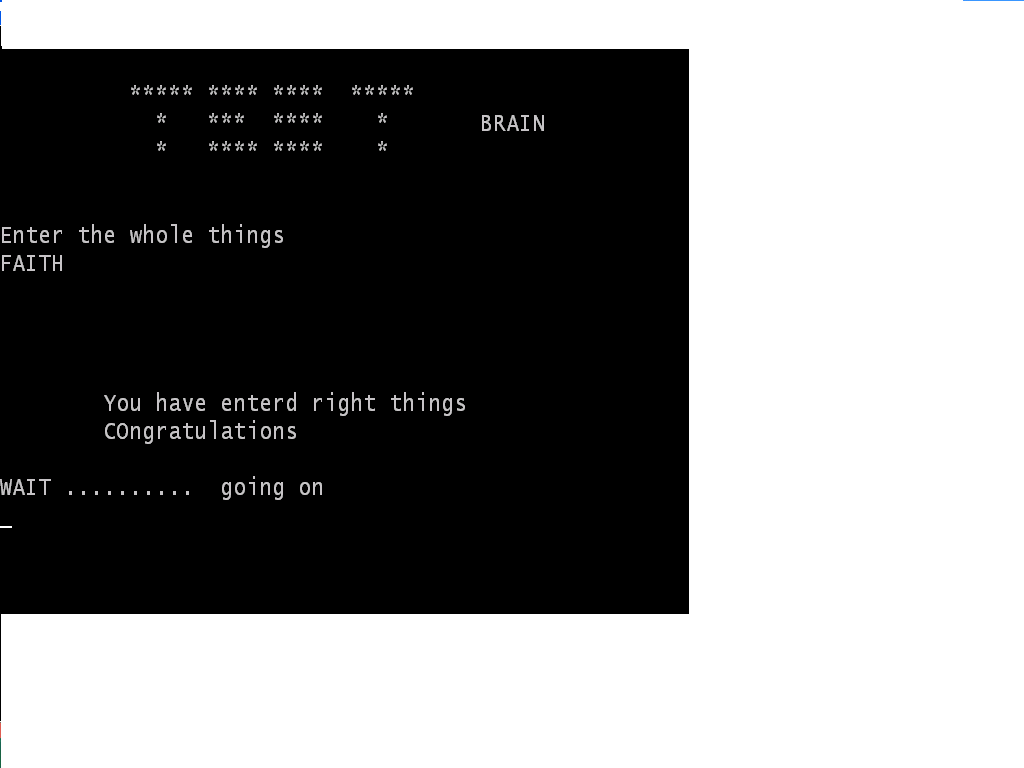 ***** **** **** *****
* *** **** * BRAIN
* **** **** *
Enter the whole things
FAITH
You have enterd right things
COngratulations
WAIT .......... going on
_